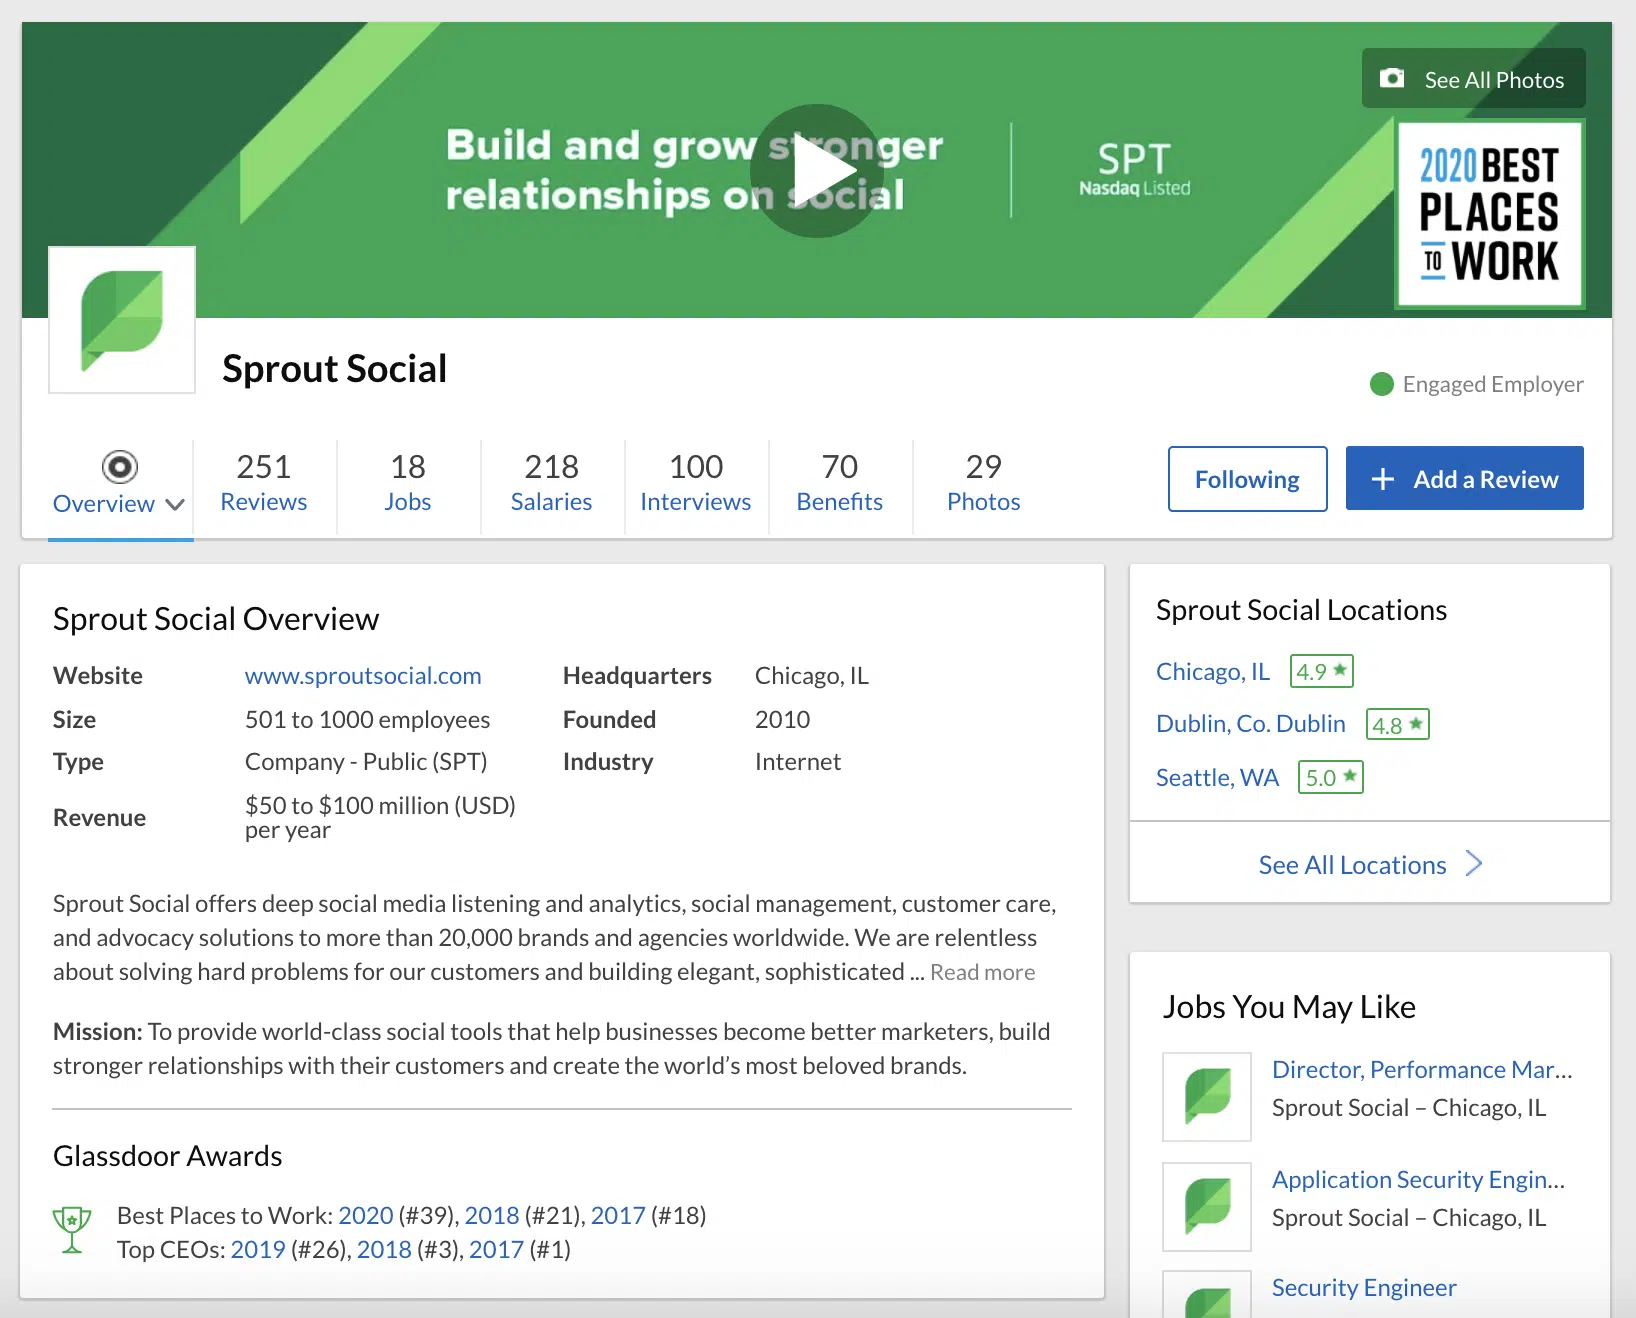 See All Photos
Build and grow stronger
relationships on social
SPT
Nasdaq Listed
2020 BEST
PLACES
TO WORK
Sprout Social
Engaged Employer
Overview
251
Reviews
18
Jobs
218
Salaries
100
Interviews
70
Benefits
29
Photos
Following
+ Add a Review
Sprout Social Overview
Website www.sproutsocial.com Headquarters Chicago, IL
Size 501 to 1000 employees Founded 2010
Type Company - Public (SPT) Industry Internet
Revenue $50 to $100 million (USD)
per year
Sprout Social offers deep social media listening and analytics, social management, customer care,
and advocacy solutions to more than 20,000 brands and agencies worldwide. We are relentless
about solving hard problems for our customers and building elegant, sophisticated ... Read more
Mission: To provide world-class social tools that help businesses become better marketers, build
stronger relationships with their customers and create the world’s most beloved brands.
Glassdoor Awards
Best Places to Work: 2020 (#39), 2018 (#21), 2017 (#18)
Top CEOs: 2019 (#26), 2018 (#3), 2017 (#1)
Sprout Social Locations
Chicago, IL 4.9 ★
Dublin, Co. Dublin 4.8 ★
Seattle, WA 5.0 ★
See All Locations
Jobs You May Like
Director, Performance Mar...
Sprout Social – Chicago, IL
Application Security Engin...
Sprout Social – Chicago, IL
Security Engineer